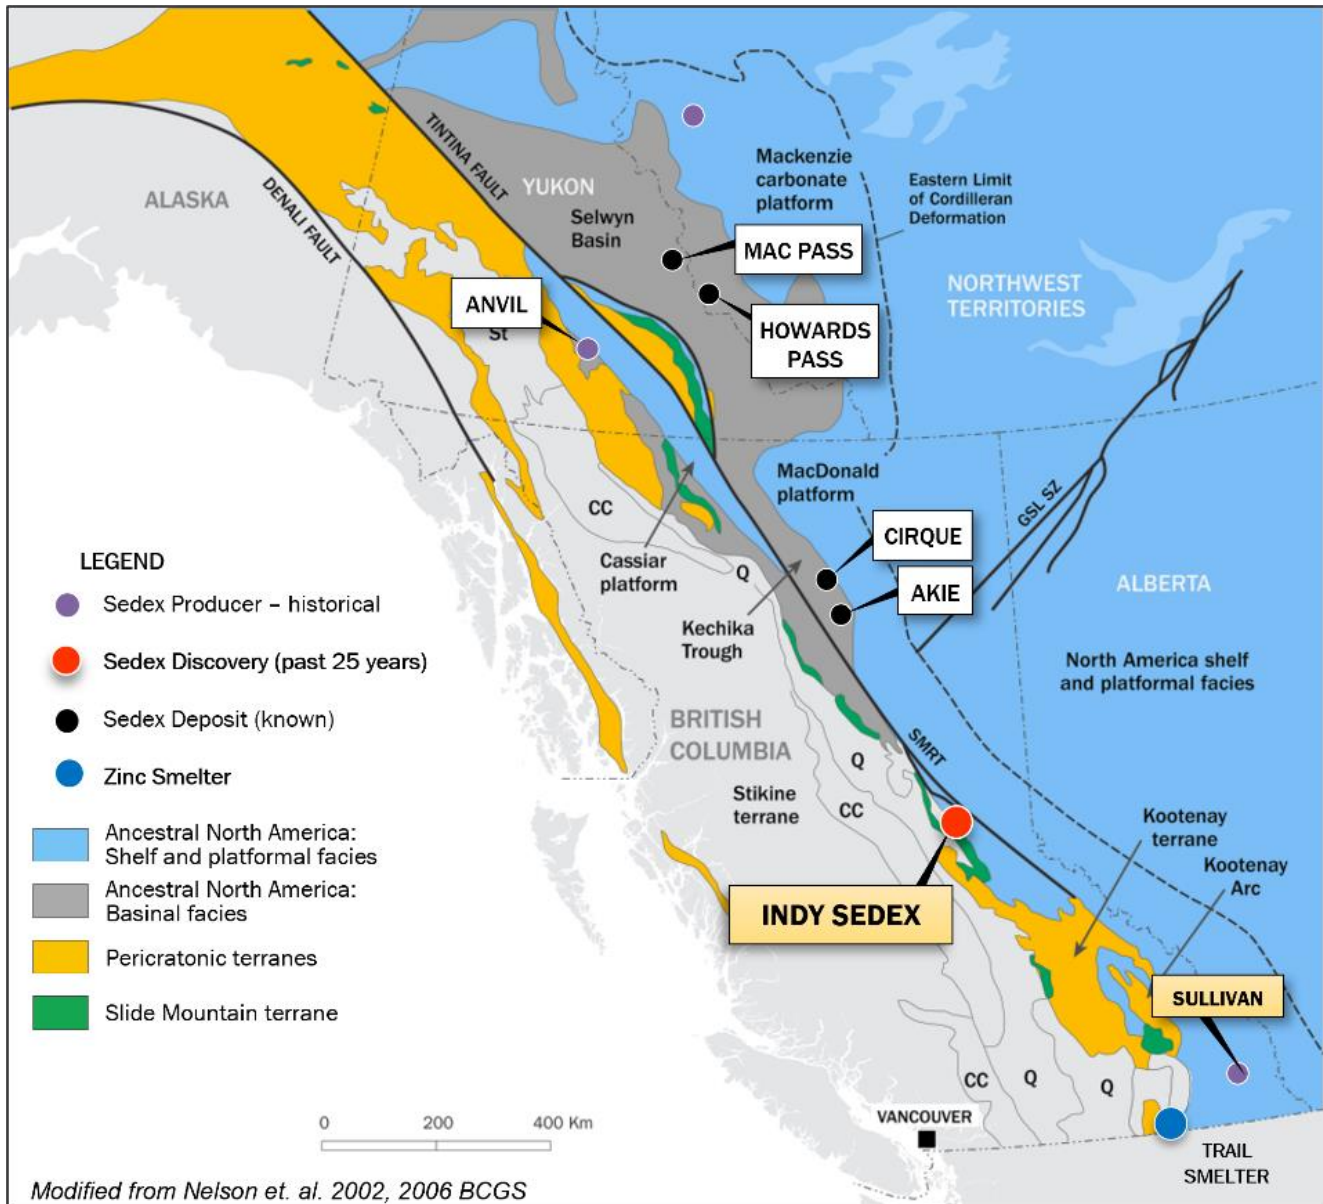 ALASKA
DENALI FAULT
TINTINA FAULT
YUKON
Selwyn
Basin
Mackenzie
carbonate
platform
Eastern Limit
of Cordilleran
Deformation
MAC PASS
HOWARDS
PASS
NORTHWEST
TERRITORIES
ANVIL
St
MacDonald
platform
CC
Cassiar
platform
Q
CIRQUE
AKIE
GSL SZ
ALBERTA
Kechika
Trough
North America shelf
and platformal facies
BRITISH
COLUMBIA
SMRT
Stikine
terrane
Q
CC
Kootenay
terrane
Kootenay
Arc
INDY SEDEX
SULLIVAN
CC
Q
Q
VANCOUVER
TRAIL
SMELTER
LEGEND
Sedex Producer – historical
Sedex Discovery (past 25 years)
Sedex Deposit (known)
Zinc Smelter
Ancestral North America:
Shelf and platformal facies
Ancestral North America:
Basinal facies
Pericratonic terranes
Slide Mountain terrane
0 200 400 Km
Modified from Nelson et. al. 2002, 2006 BCGS